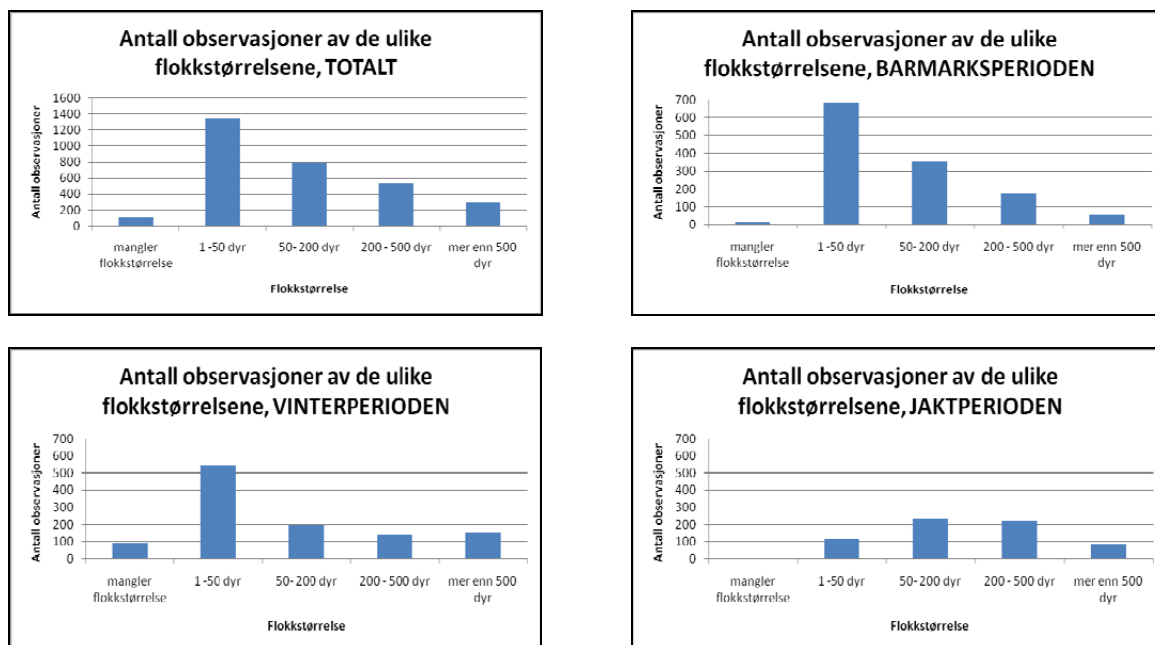 Antall observasjoner av de ulike
flokkstørrelsene, TOTALT
Antall observasjoner
1600
1400
1200
1000
800
600
400
200
0
mangler
flokkstørrelse
1 -50 dyr
50- 200 dyr
200 - 500 dyr
mer enn 500
dyr
Flokkstørrelse
Antall observasjoner av de ulike
flokkstørrelsene, BARMARKSPERIODEN
Antall observasjoner
700
600
500
400
300
200
100
0
mangler
flokkstørrelse
1 -50 dyr
50- 200 dyr
200 - 500 dyr
mer enn 500
dyr
Flokkstørrelse
Antall observasjoner av de ulike
flokkstørrelsene, VINTERPERIODEN
Antall observasjoner
700
600
500
400
300
200
100
0
mangler
flokkstørrelse
1 -50 dyr
50- 200 dyr
200 - 500 dyr
mer enn 500
dyr
Flokkstørrelse
Antall observasjoner av de ulike
flokkstørrelsene, JAKTPERIODEN
Antall observasjoner
700
600
500
400
300
200
100
0
mangler
flokkstørrelse
1 -50 dyr
50- 200 dyr
200 - 500 dyr
mer enn 500
dyr
Flokkstørrelse